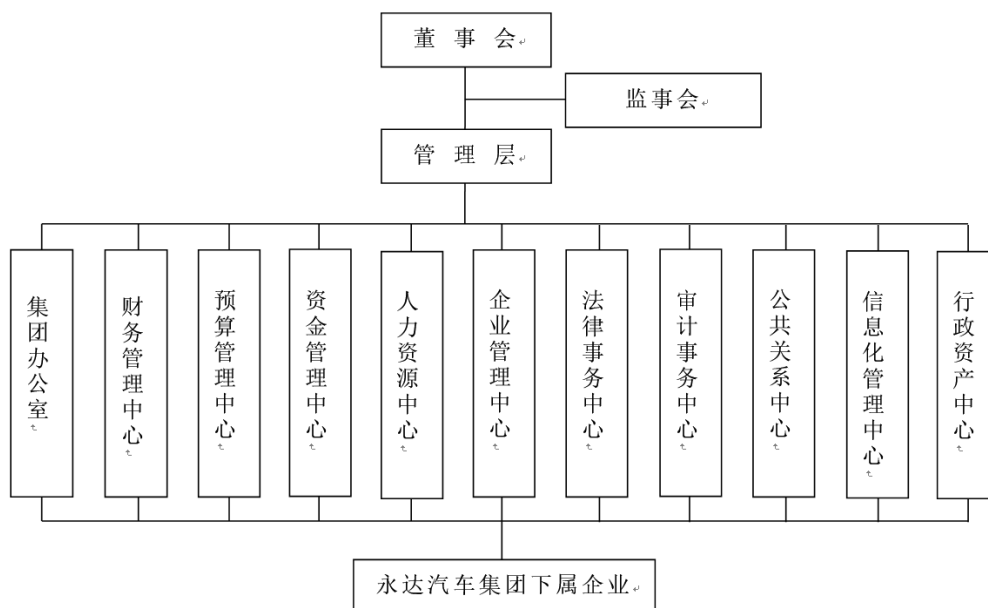 董事会
监事会
管理层
集团办公室
财务管理中心
预算管理中心
资金管理中心
人力资源中心
企业管理中心
法律事务中心
审计事务中心
公共关系中心
信息化管理中心
行政资产中心
永达汽车集团下属企业